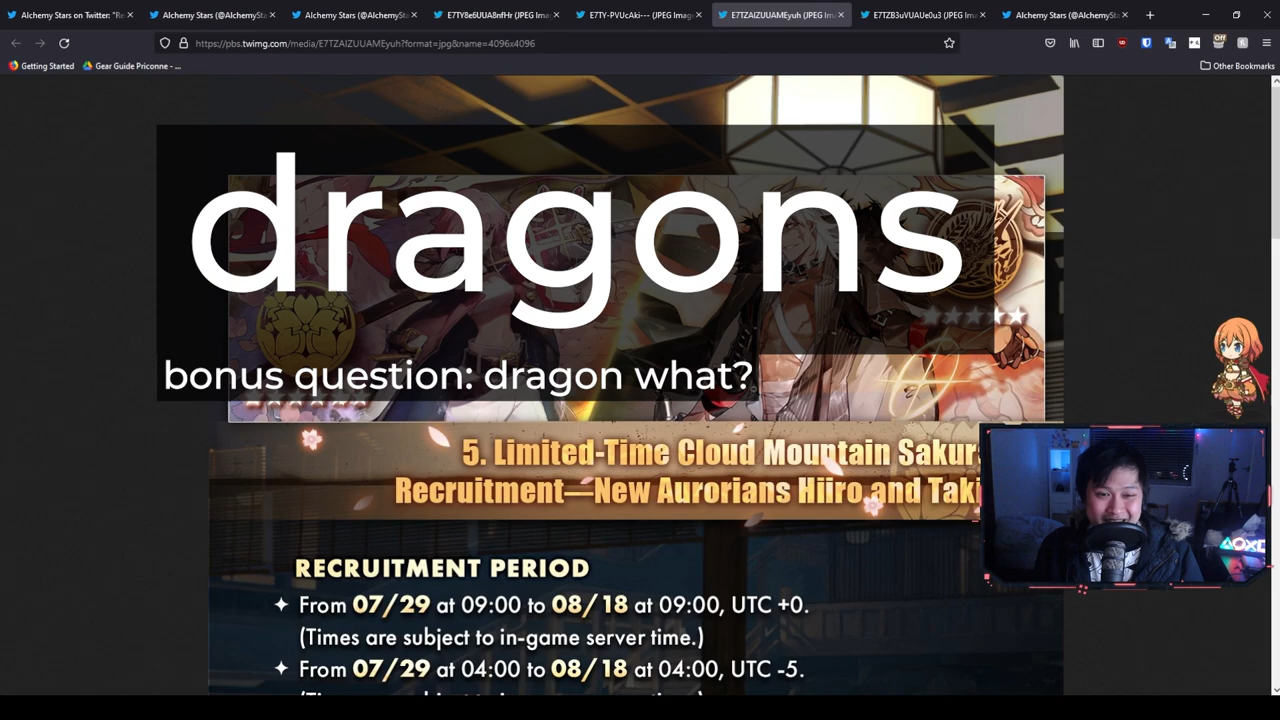 Alchemy Stars on Twitter: "Re
Alchemy Stars (@AlchemySt
Alchemy Stars (@AlchemySt
E7TY8e6UUA8nfHr (JPEG Imag
E7TY-PVUcAki--- (JPEG Imag
E7TZAIZUUAMEyuh (JPEG Im
E7TZB3uVUAUe0u3 (JPEG Im
Alchemy Stars (@AlchemySt
https://pbs.twimg.com/media/E7TZAIZUUAMEyuh?format=jpg&name=4096x4096
Off
Getting Started
Gear Guide Priconne - ...
Other Bookmarks
dragons
bonus question: dragon what?
5. Limited-Time Cloud Mountain Sakur
Recruitment—New Aurorians Hiiro and Taki
RECRUITMENT PERIOD
From 07/29 at 09:00 to 08/18 at 09:00, UTC +0.
(Times are subject to in-game server time.)
From 07/29 at 04:00 to 08/18 at 04:00, UTC -5.